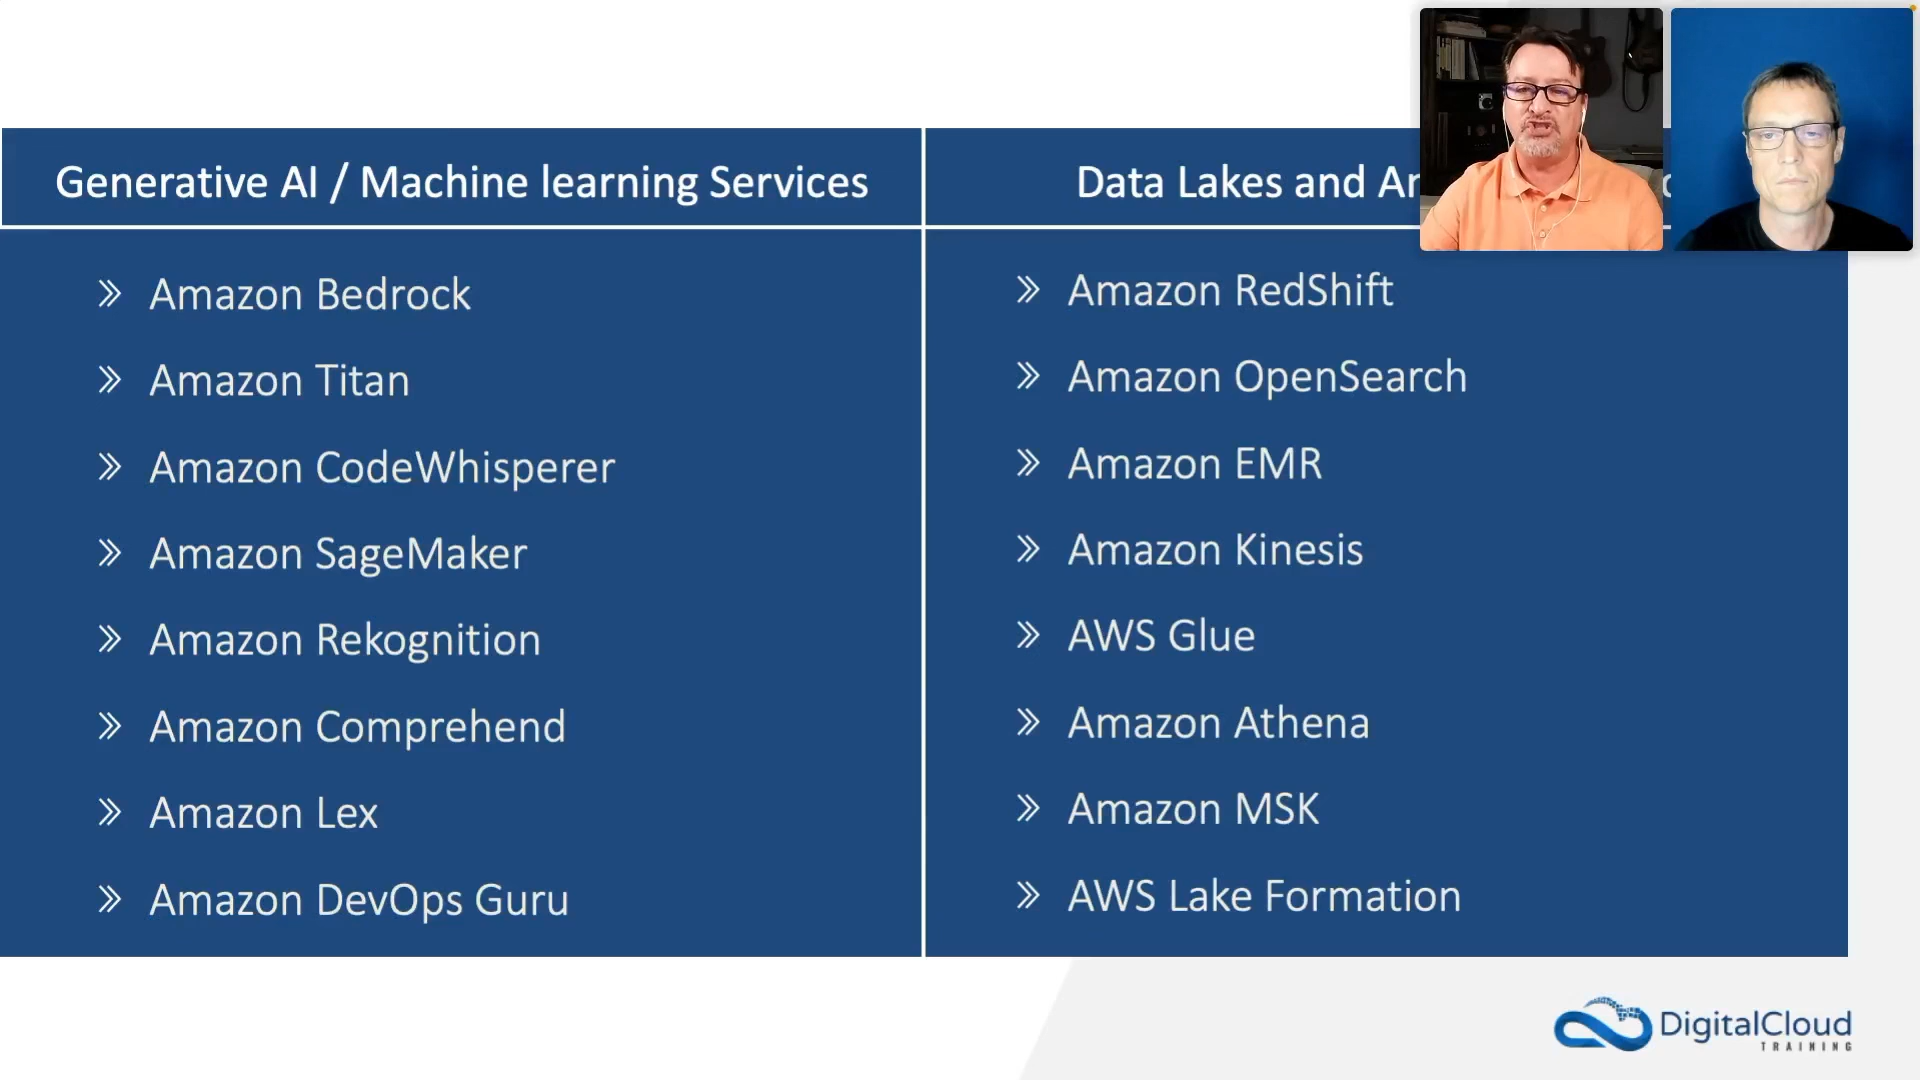 Generative AI / Machine learning Services
Amazon Bedrock
Amazon Titan
Amazon CodeWhisperer
Amazon SageMaker
Amazon Rekognition
Amazon Comprehend
Amazon Lex
Amazon DevOps Guru
Data Lakes and
Amazon RedShift
Amazon OpenSearch
Amazon EMR
Amazon Kinesis
AWS Glue
Amazon Athena
Amazon MSK
AWS Lake Formation
DigitalCloud
TRAINING